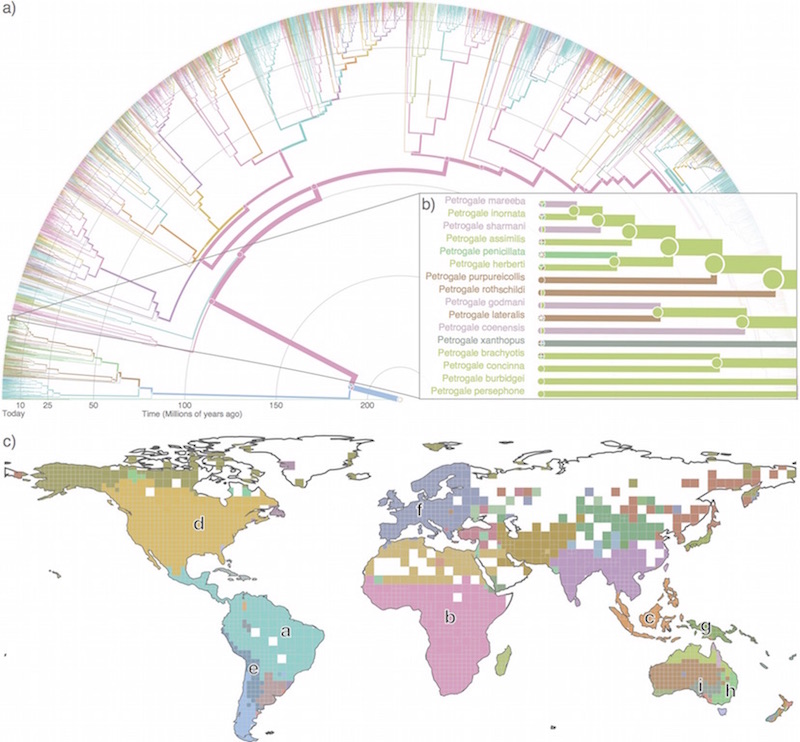 a)
b)
Petrogale mareeba
Petrogale inornata
Petrogale sharmani
Petrogale assimilis
Petrogale penicillata
Petrogale herberti
Petrogale purpureicollis
Petrogale rothschildi
Petrogale godmani
Petrogale lateralis
Petrogale coenensis
Petrogale xanthopus
Petrogale brachyotis
Petrogale concinna
Petrogale burbidgei
Petrogale persephone
10 25 50 100 150 200
Today Time (Millions of years ago)
c)
d
f
a
b
c
g
e
i
h